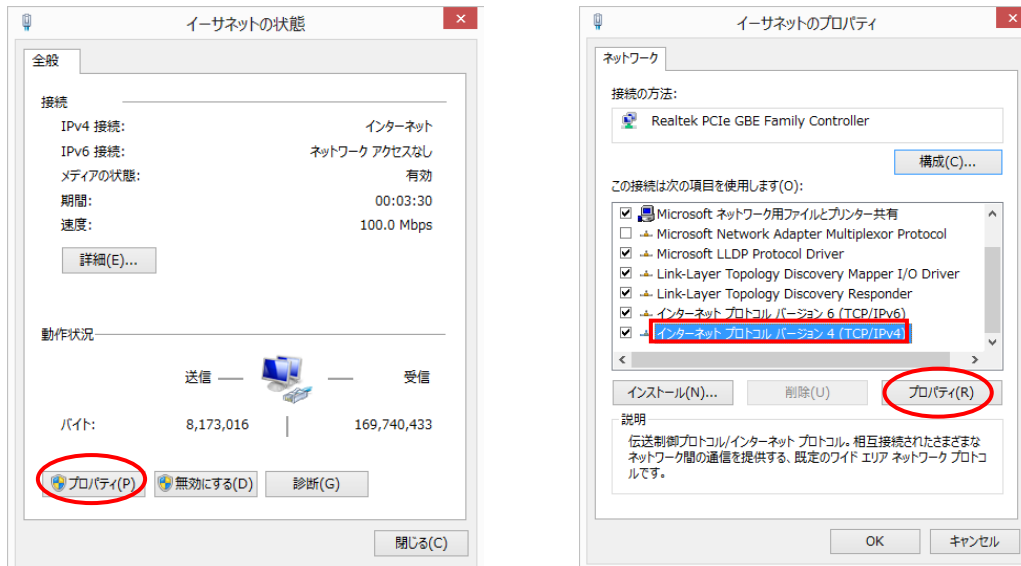 イーサネットの状態
全般
接続
IPv4 接続:
インターネット
IPv6 接続:
ネットワーク アクセスなし
メディアの状態:
有効
期間:
00:03:30
速度:
100.0 Mbps
詳細(E)...
動作状況
送信
受信
バイト:
8,173,016
169,740,433
プロパティ(P)
無効にする(D)
診断(G)
閉じる(C)
イーサネットのプロパティ
ネットワーク
接続の方法:
Realtek PCIe GBE Family Controller
構成(C)...
この接続は次の項目を使用します(O):
Microsoft ネットワーク用ファイルとプリンター共有
Microsoft Network Adapter Multiplexor Protocol
Microsoft LLDP Protocol Driver
Link-Layer Topology Discovery Mapper I/O Driver
Link-Layer Topology Discovery Responder
インターネット プロトコル バージョン 6 (TCP/IPv6)
インターネット プロトコル バージョン 4 (TCP/IPv4)
インストール(N)...
削除(U)
プロパティ(R)
説明
伝送制御プロトコル/インターネット プロトコル。相互接続されたさまざまな
ネットワーク間の通信を提供する、既定のワイド エリア ネットワーク プロトコ
ルです。
OK
キャンセル